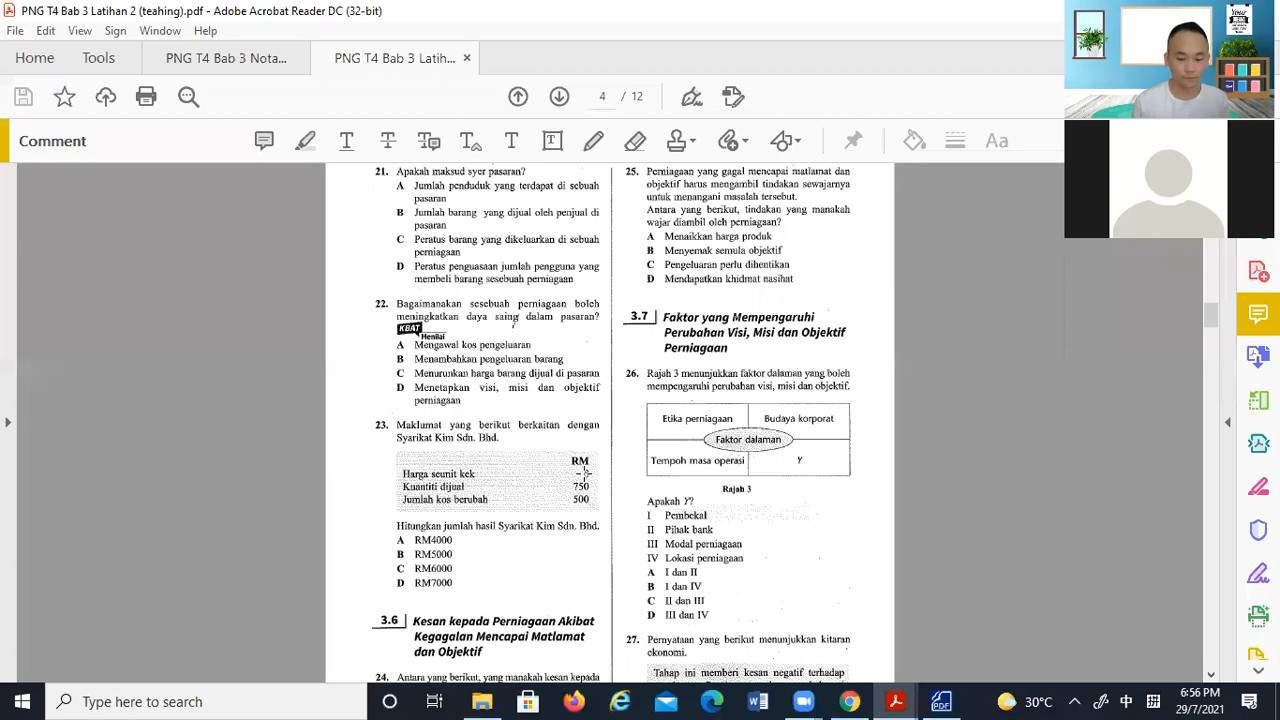 PNG T4 Bab 3 Latihan 2 (teahing).pdf - Adobe Acrobat Reader DC (32-bit)
File Edit View Sign Window Help
Home Tools PNG T4 Bab 3 Nota... PNG T4 Bab 3 Latih... ×
4 / 12
Comment
21. Apakah maksud syer pasaran?
A Jumlah penduduk yang terdapat di sebuah
pasaran
B Jumlah barang yang dijual oleh penjual di
pasaran
C Peratus barang yang dikeluarkan di sebuah
perniagaan
D Peratus penguasaan jumlah pengguna yang
membeli barang sesebuah perniagaan
22. Bagaimanakan sesebuah perniagaan boleh
meningkatkan daya saing dalam pasaran?
KBAT Menilai
A Mengawal kos pengeluaran
B Menambahkan pengeluaran barang
C Menurunkan harga barang dijual di pasaran
D Menetapkan visi, misi dan objektif
perniagaan
23. Maklumat yang berikut berkaitan dengan
Syarikat Kim Sdn. Bhd.
RM
Harga seunit kek
Kuantiti dijual 750
Jumlah kos berubah 500
Hitungkan jumlah hasil Syarikat Kim Sdn. Bhd.
A RM4000
B RM5000
C RM6000
D RM7000
3.6 Kesan kepada Perniagaan Akibat
Kegagalan Mencapai Matlamat
dan Objektif
24. Antara yang berikut, yang manakah kesan kepada
25. Perniagaan yang gagal mencapai matlamat dan
objektif harus mengambil tindakan sewajarnya
untuk menangani masalah tersebut.
Antara yang berikut, tindakan yang manakah
wajar diambil oleh perniagaan?
A Menaikkan harga produk
B Menyemak semula objektif
C Pengeluaran perlu dihentikan
D Mendapatkan khidmat nasihat
3.7 Faktor yang Mempengaruhi
Perubahan Visi, Misi dan Objektif
Perniagaan
26. Rajah 3 menunjukkan faktor dalaman yang boleh
mempengaruhi perubahan visi, misi dan objektif.
Etika perniagaan Budaya korporat
Faktor dalaman
Tempoh masa operasi Y
Rajah 3
Apakah Y?
I Pembekal
II Pihak bank
III Modal perniagaan
IV Lokasi perniagaan
A I dan II
B I dan IV
C II dan III
D III dan IV
27. Pernyataan yang berikut menunjukkan kitaran
ekonomi.
Tahap ini memberi kesan negatif terhadap
Type here to search
30°C
中
拼
6:56 PM
29/7/2021